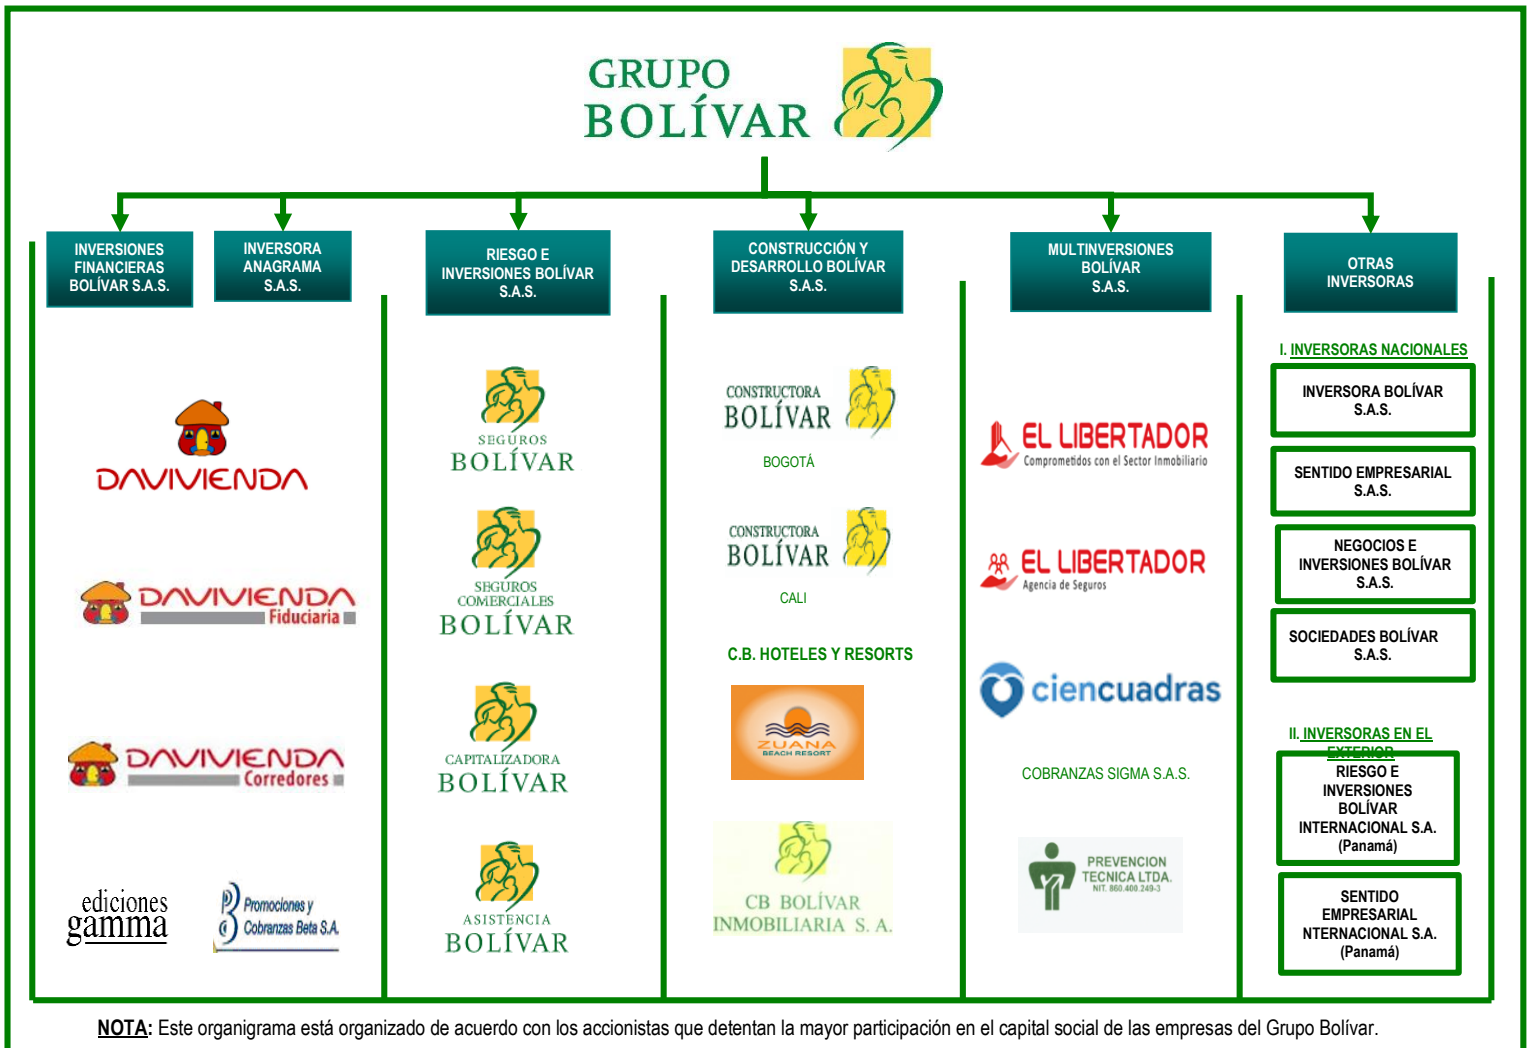 GRUPO
BOLÍVAR
INVERSIONES
FINANCIERAS
BOLÍVAR S.A.S.
INVERSORA
ANAGRAMA
S.A.S.
RIESGO E
INVERSIONES BOLÍVAR
S.A.S.
CONSTRUCCIÓN Y
DESARROLLO BOLÍVAR
S.A.S.
MULTINVERSIONES
BOLÍVAR
S.A.S.
OTRAS
INVERSORAS
DAVIVIENDA
DAVIVIENDA
Fiduciaria
DAVIVIENDA
Corredores
ediciones
gamma
Promociones y
Cobranzas Beta S.A.
SEGUROS
BOLÍVAR
SEGUROS
COMERCIALES
BOLÍVAR
CAPITALIZADORA
BOLÍVAR
ASISTENCIA
BOLÍVAR
CONSTRUCTORA
BOLÍVAR
BOGOTÁ
CONSTRUCTORA
BOLÍVAR
CALI
C.B. HOTELES Y RESORTS
ZUANA
BEACH RESORT
CB BOLÍVAR
INMOBILIARIA S. A.
EL LIBERTADOR
Comprometidos con el Sector Inmobiliario
EL LIBERTADOR
Agencia de Seguros
ciencuadras
COBRANZAS SIGMA S.A.S.
PREVENCION
TECNICA LTDA.
NIT. 860.400.249-3
I. INVERSORAS NACIONALES
INVERSORA BOLÍVAR
S.A.S.
SENTIDO EMPRESARIAL
S.A.S.
NEGOCIOS E
INVERSIONES BOLÍVAR
S.A.S.
SOCIEDADES BOLÍVAR
S.A.S.
II. INVERSORAS EN EL
EXTERIOR
RIESGO E
INVERSIONES
BOLÍVAR
INTERNACIONAL S.A.
(Panamá)
SENTIDO
EMPRESARIAL
NTERNACIONAL S.A.
(Panamá)
NOTA: Este organigrama está organizado de acuerdo con los accionistas que detentan la mayor participación en el capital social de las empresas del Grupo Bolívar.